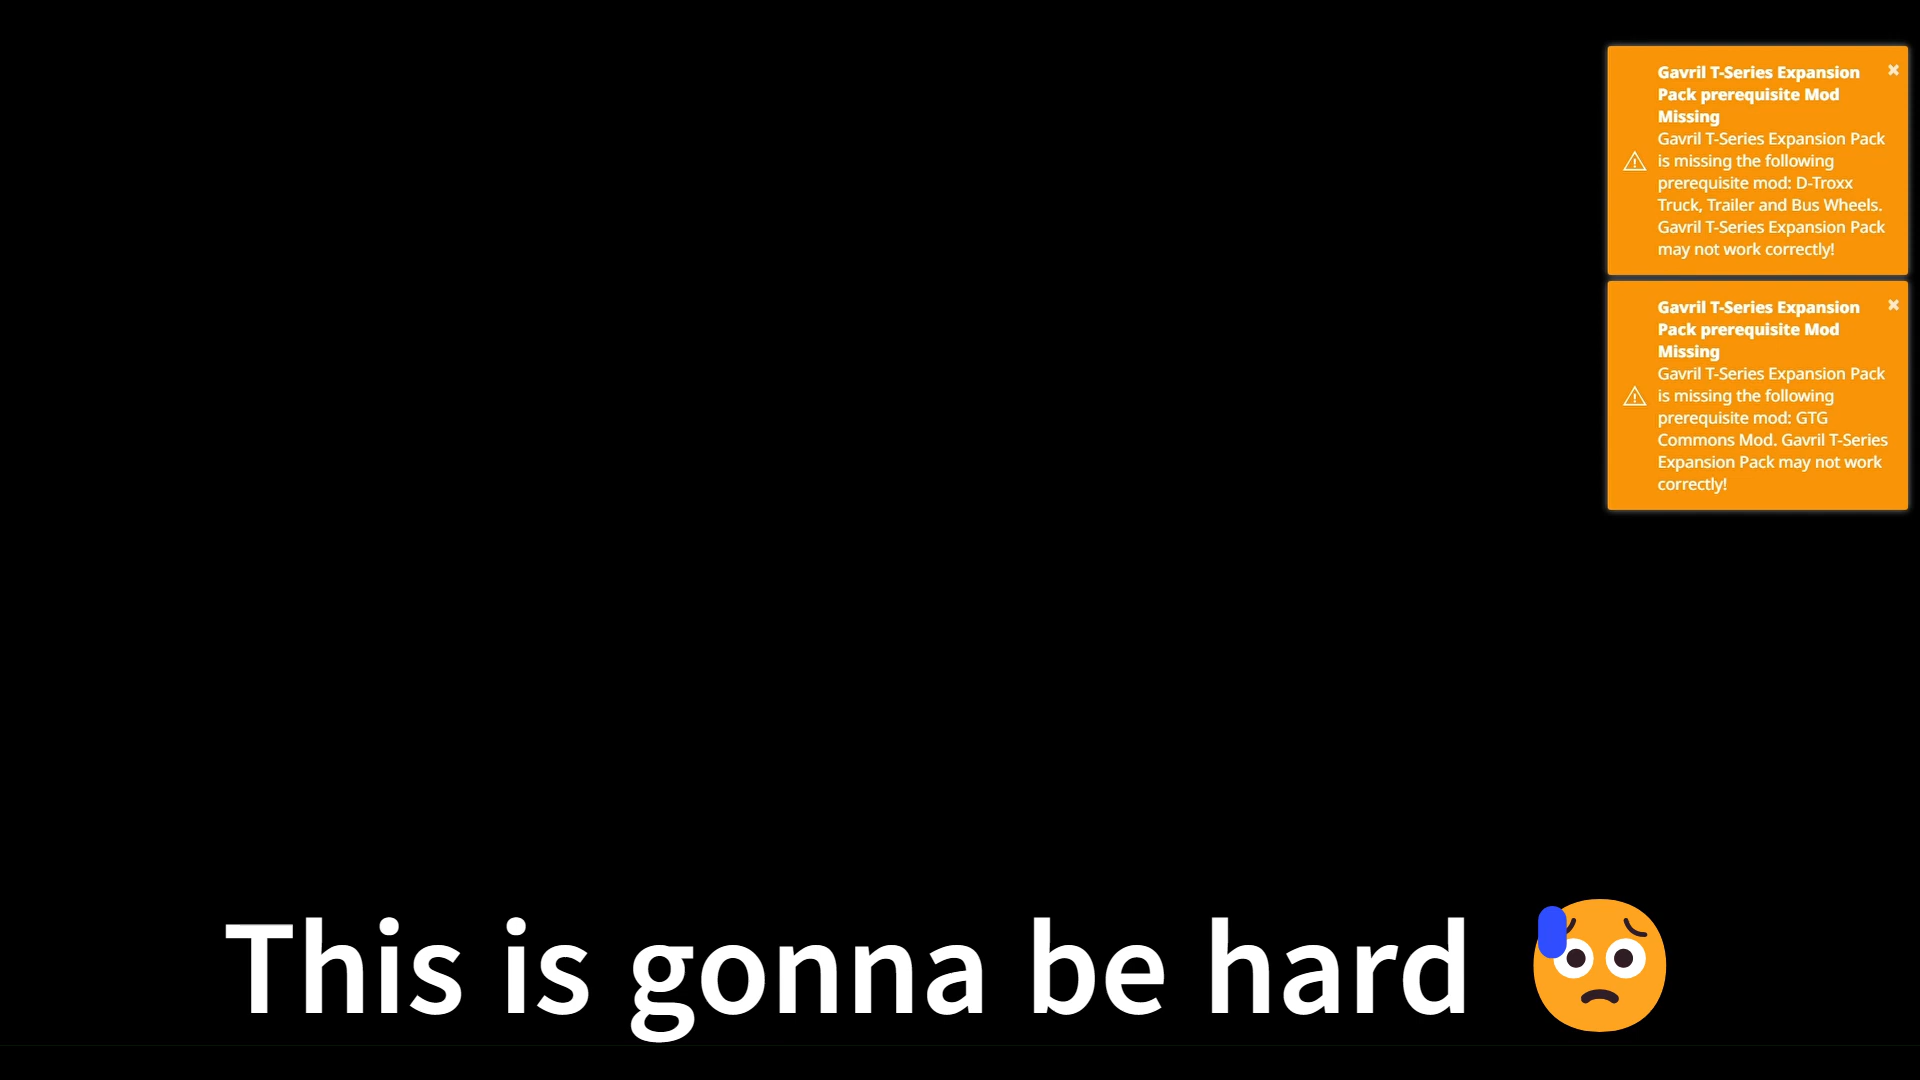 Gavril T-Series Expansion
Pack prerequisite Mod
Missing
Gavril T-Series Expansion Pack
is missing the following
prerequisite mod: D-Troxx
Truck, Trailer and Bus Wheels.
Gavril T-Series Expansion Pack
may not work correctly!
Gavril T-Series Expansion
Pack prerequisite Mod
Missing
Gavril T-Series Expansion Pack
is missing the following
prerequisite mod: GTG
Commons Mod. Gavril T-Series
Expansion Pack may not work
correctly!
This is gonna be hard 😥